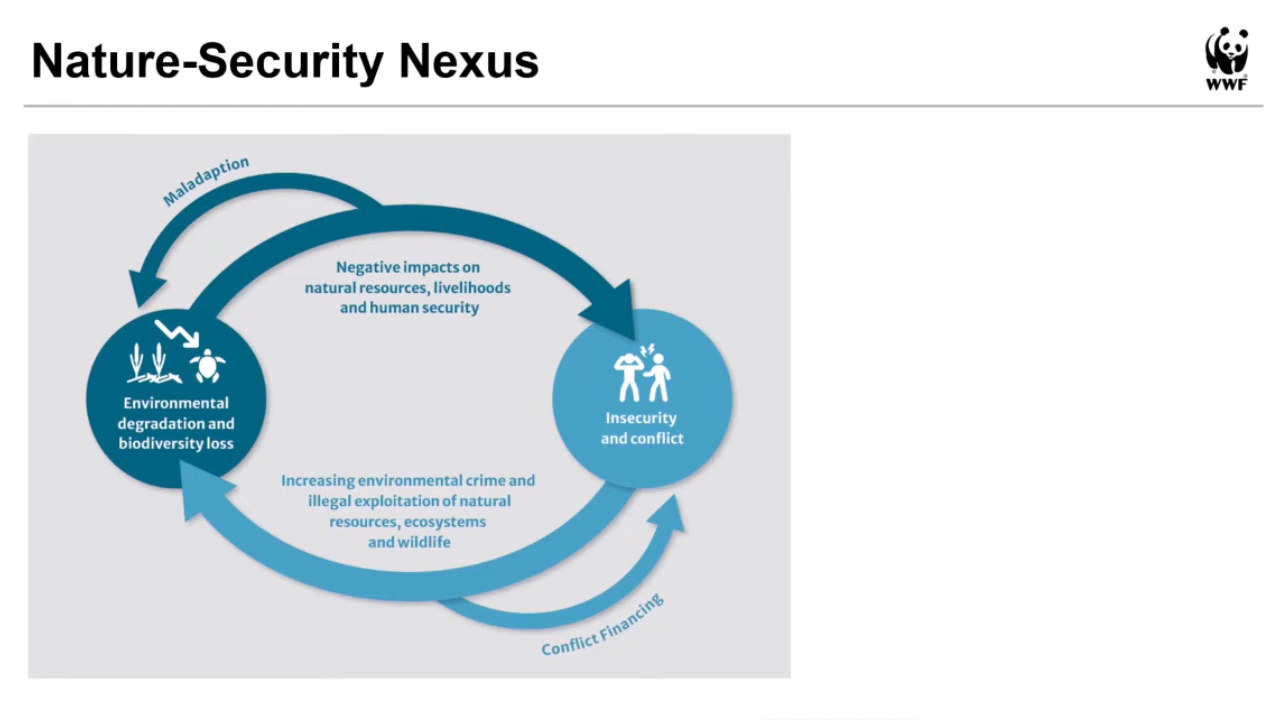 Nature-Security Nexus
WWF
Maladaption
Negative impacts on
natural resources, livelihoods
and human security
Environmental
degradation and
biodiversity loss
Insecurity
and conflict
Increasing environmental crime and
illegal exploitation of natural
resources, ecosystems
and wildlife
Conflict Financing